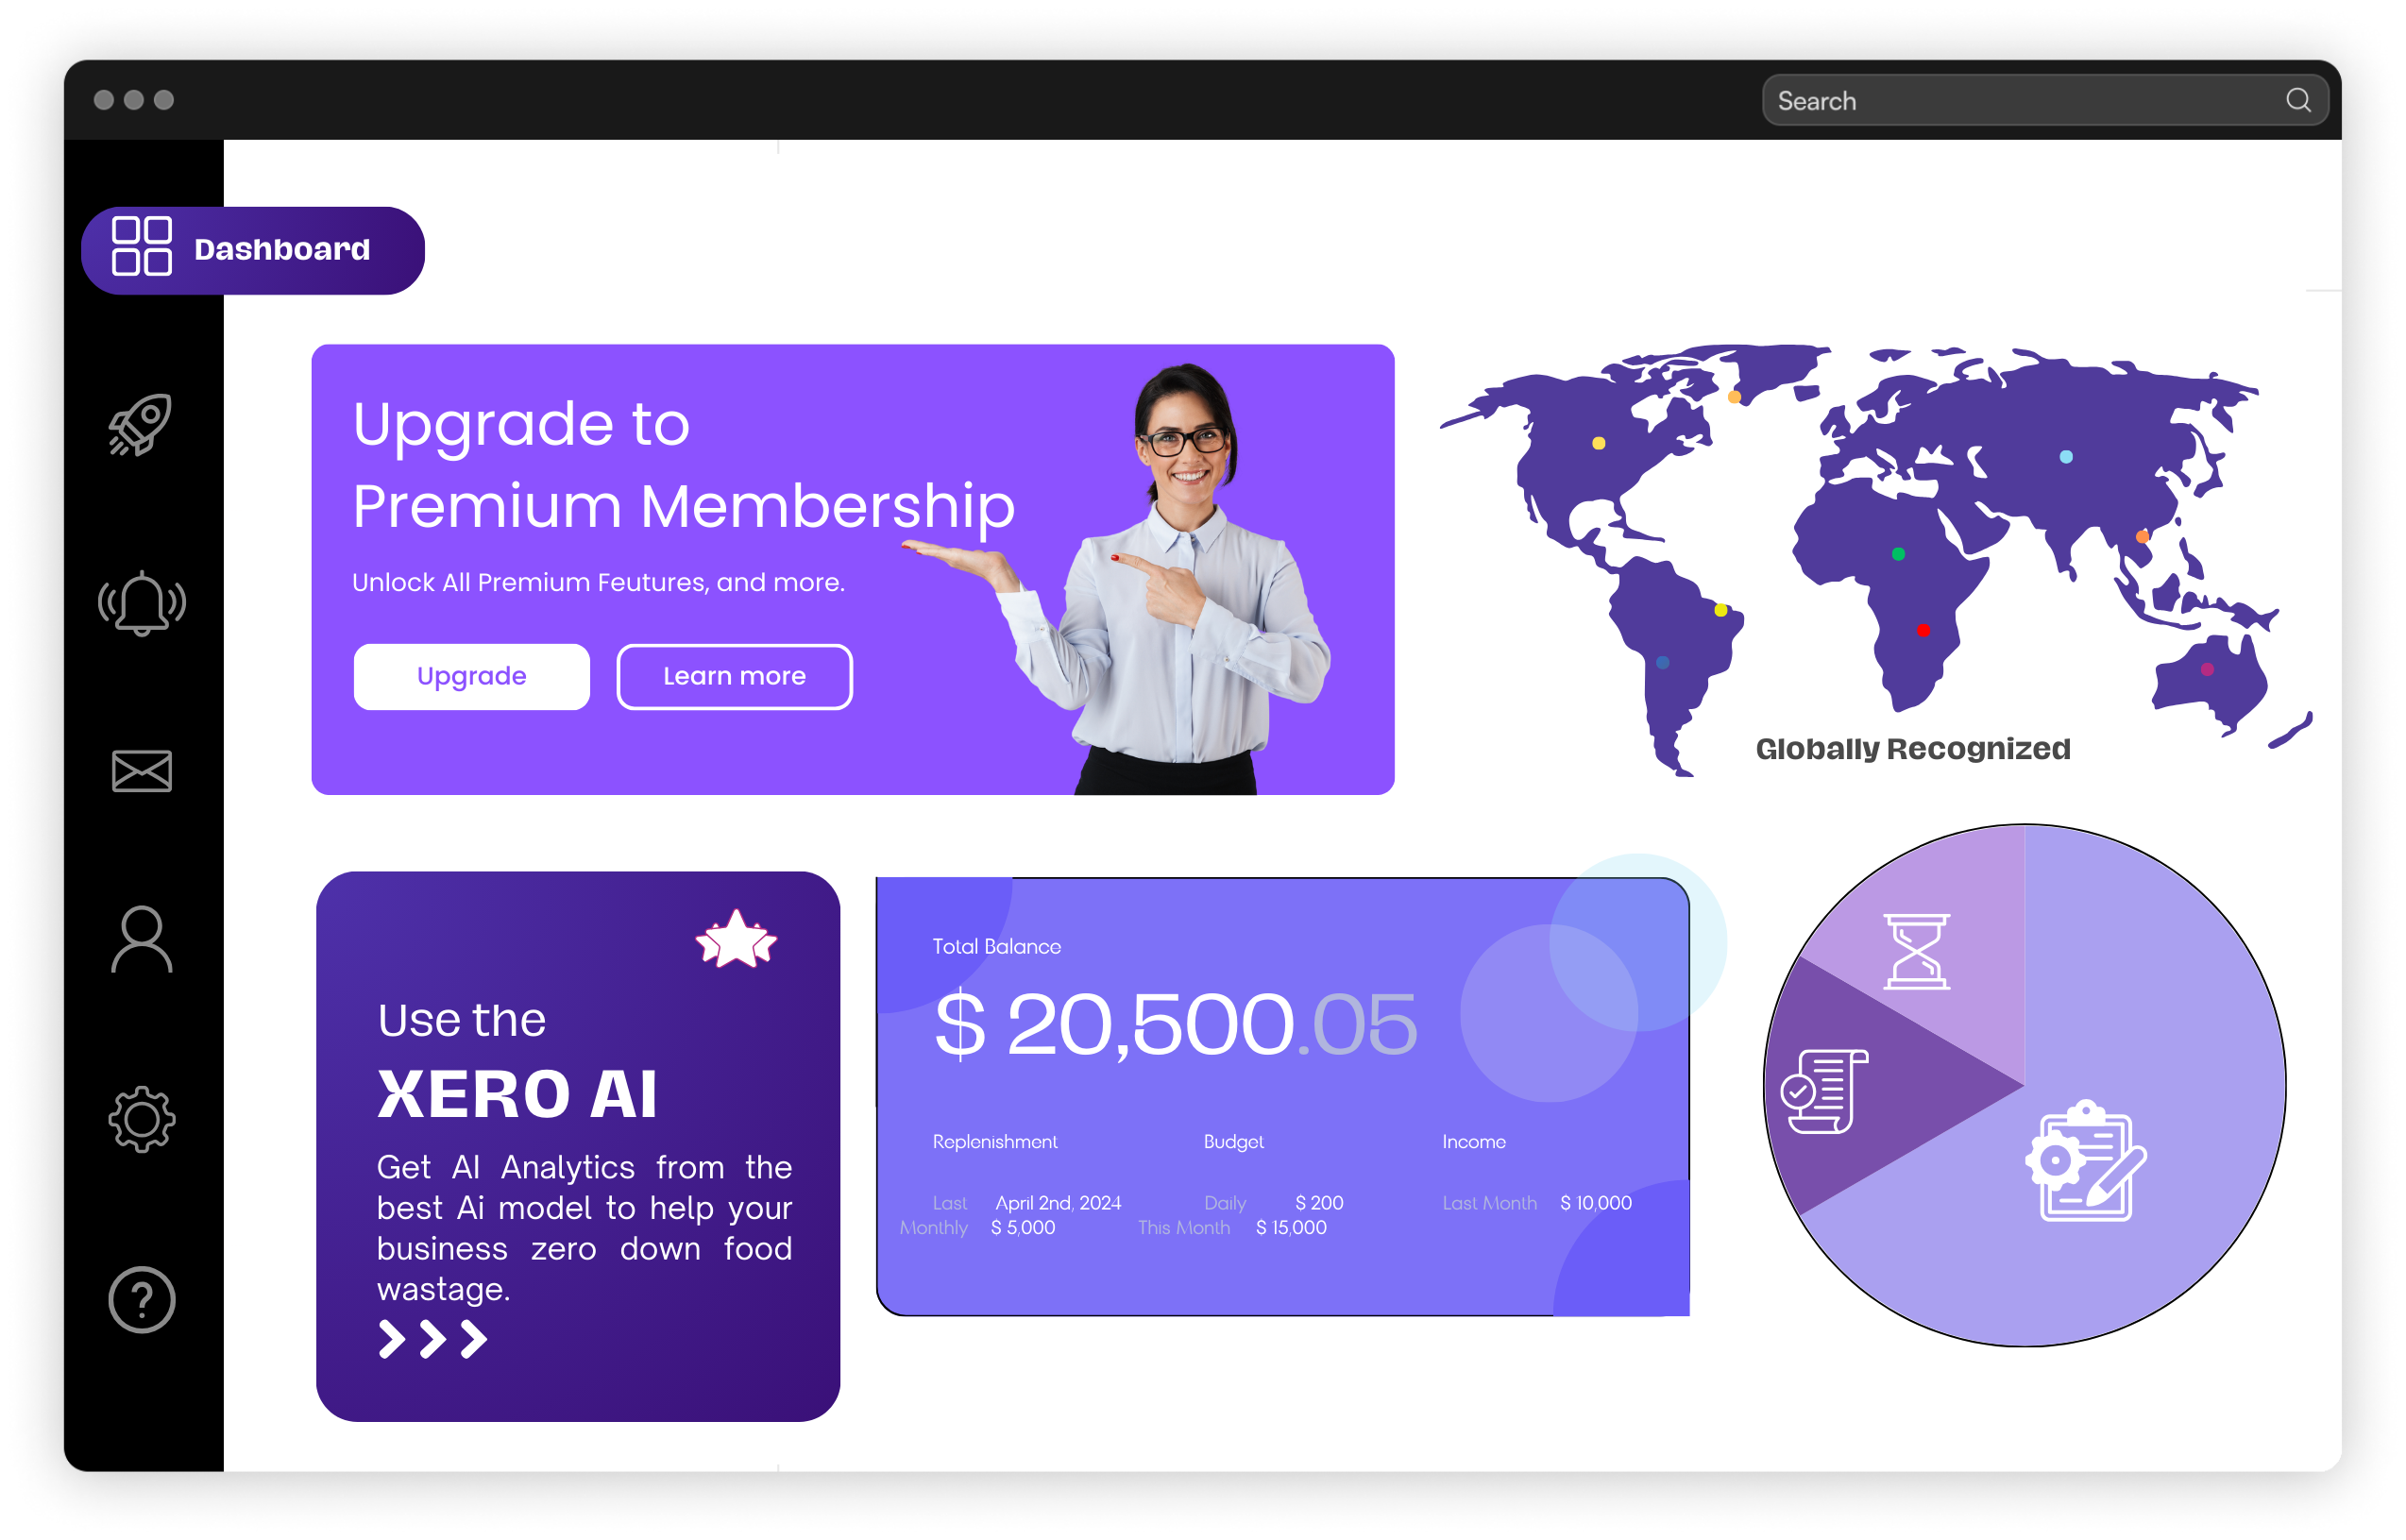 Search
Dashboard
Upgrade to
Premium Membership
Unlock All Premium Feutures, and more.
Upgrade
Learn more
Globally Recognized
Use the
XERO AI
Get AI Analytics from the
best Ai model to help your
business zero down food
wastage.
Total Balance
$ 20,500.05
Replenishment
Budget
Income
Last April 2nd, 2024
Daily $ 200
Last Month $ 10,000
Monthly $ 5,000
This Month $ 15,000